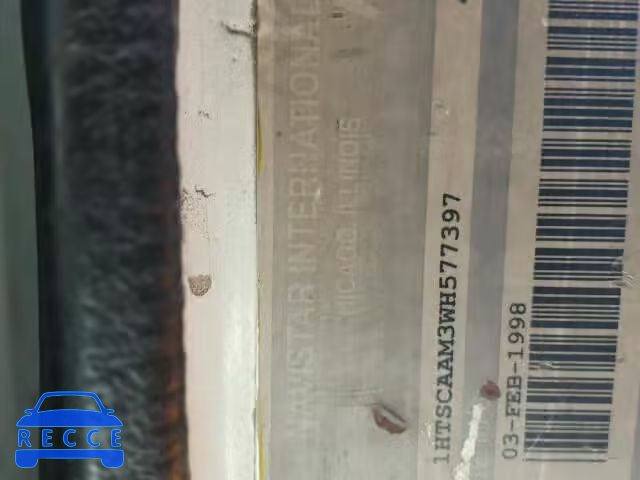 NAVISTAR INTERNATIONAL
CHICAGO, ILLINOIS
1HTSCAAM3WH577397
03-FEB-1998
RECCE